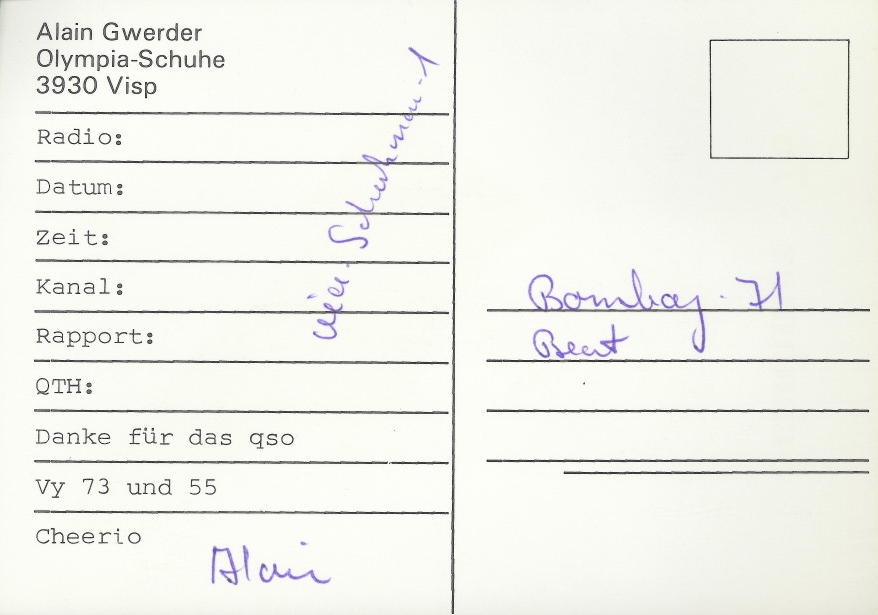 Alain Gwerder
Olympia-Schuhe
3930 Visp
Radio:
Datum:
Zeit:
Kanal:
Rapport:
QTH:
Danke für das qso
Vy 73 und 55
Cheerio
Alain
Bombay-71
Beat